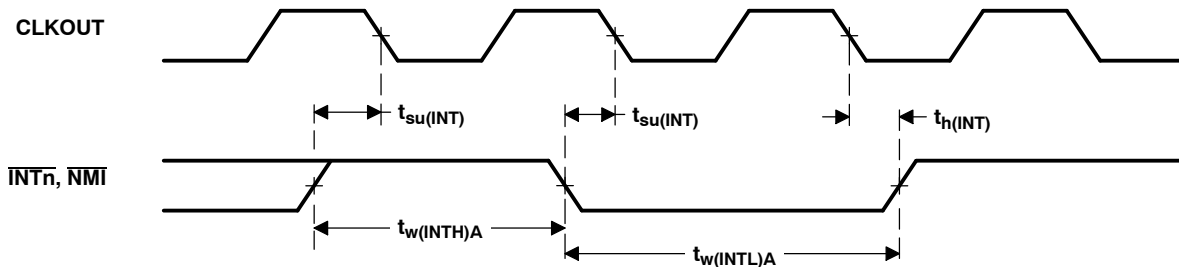 CLKOUT
tsu(INT)
tsu(INT)
th(INT)
INTn, NMI
tw(INTH)A
tw(INTL)A